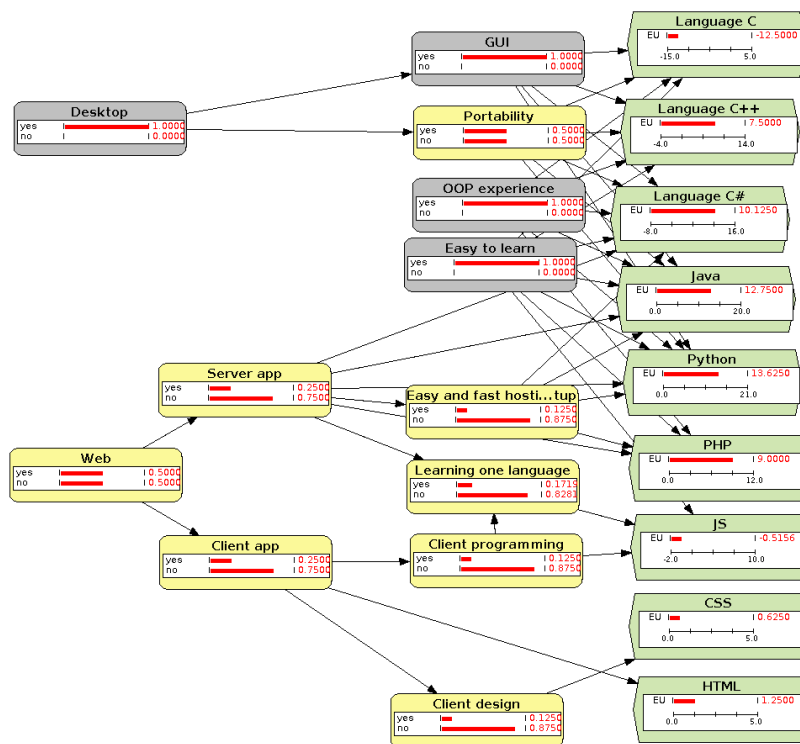 Desktop
yes 1.0000
no 0.0000
Web
yes 0.5000
no 0.5000
Server app
yes 0.2500
no 0.7500
Client app
yes 0.2500
no 0.7500
GUI
yes 1.0000
no 0.0000
Portability
yes 0.5000
no 0.5000
OOP experience
yes 1.0000
no 0.0000
Easy to learn
yes 1.0000
no 0.0000
Easy and fast hosti...tup
yes 0.1250
no 0.8750
Learning one language
yes 0.1719
no 0.8281
Client programming
yes 0.1250
no 0.8750
Client design
yes 0.1250
no 0.8750
Language C
EU -12.5000
-15.0 5.0
Language C++
EU 7.5000
-4.0 14.0
Language C#
EU 10.1250
-8.0 16.0
Java
EU 12.7500
0.0 20.0
Python
EU 13.6250
0.0 21.0
PHP
EU 9.0000
0.0 12.0
JS
EU -0.5156
-2.0 10.0
CSS
EU 0.6250
0.0 5.0
HTML
EU 1.2500
0.0 5.0